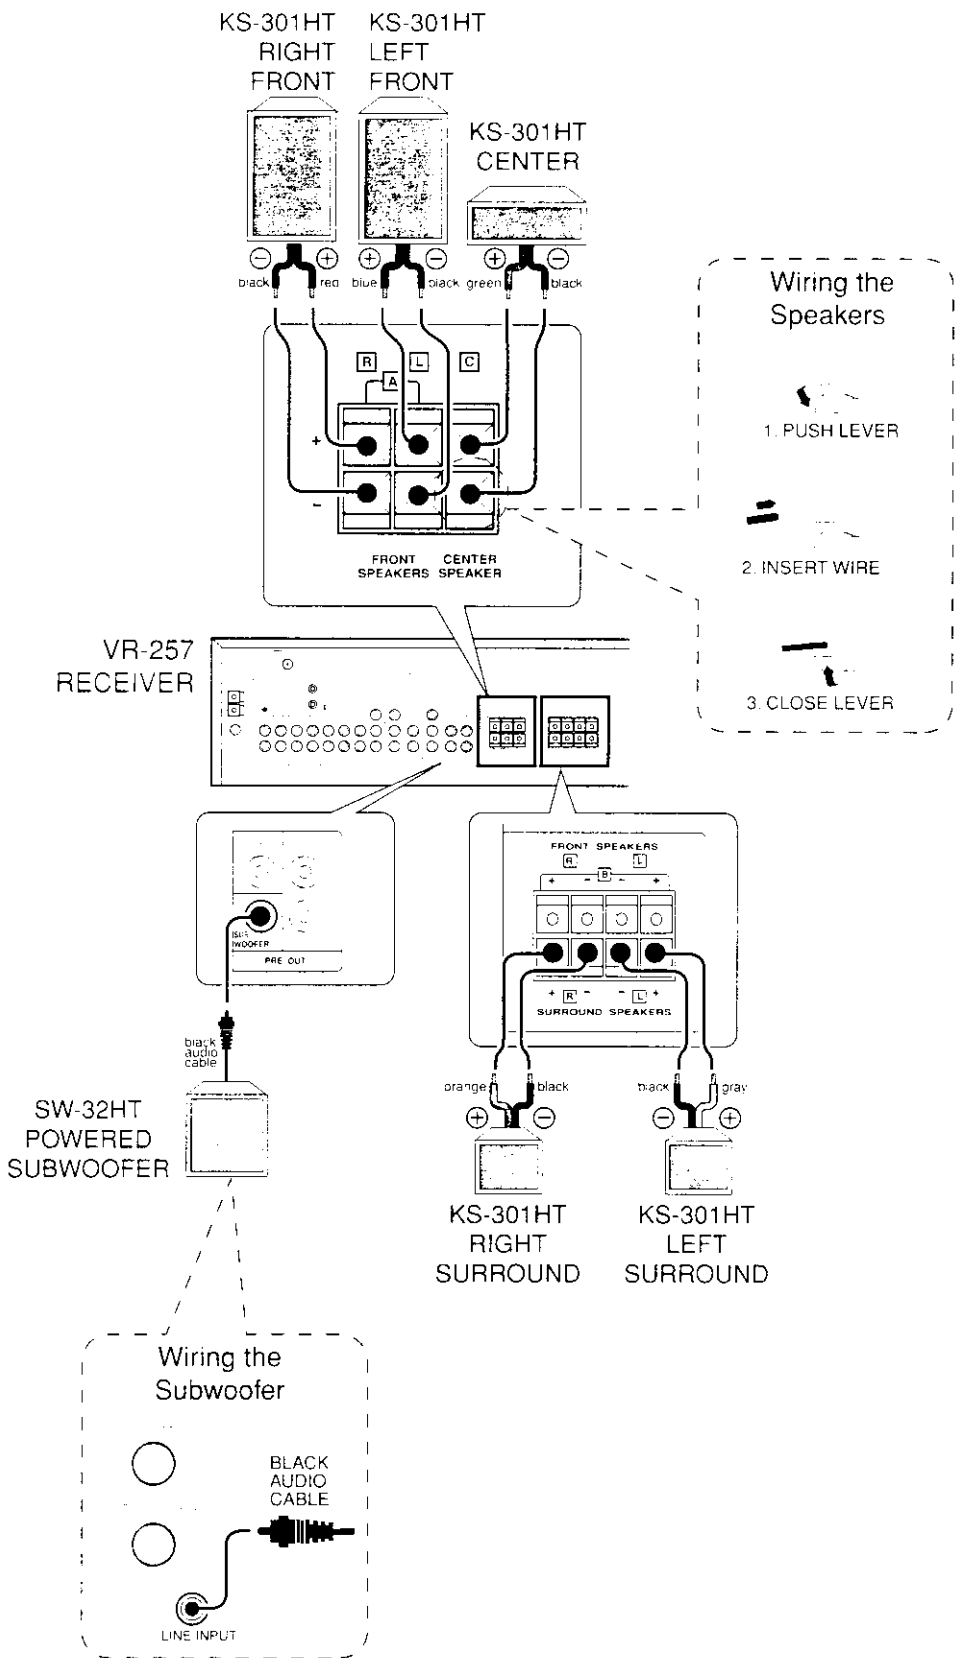 KS-301HT
RIGHT
FRONT
KS-301HT
LEFT
FRONT
KS-301HT
CENTER
black
red
blue
black
green
black
R
L
C
A
+
-
FRONT
SPEAKERS
CENTER
SPEAKER
Wiring the
Speakers
1. PUSH LEVER
2. INSERT WIRE
3. CLOSE LEVER
VR-257
RECEIVER
SUB
WOOFER
PRE OUT
FRONT SPEAKERS
R
L
+ - B - +
+ R - - L +
SURROUND SPEAKERS
black
audio
cable
orange
black
black
gray
SW-32HT
POWERED
SUBWOOFER
KS-301HT
RIGHT
SURROUND
KS-301HT
LEFT
SURROUND
Wiring the
Subwoofer
BLACK
AUDIO
CABLE
LINE INPUT